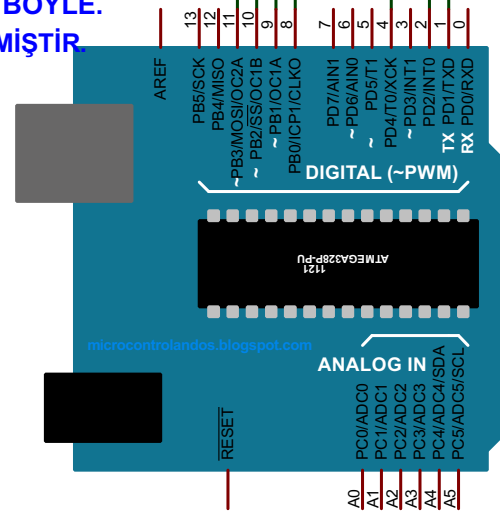 BÖYLE.
MİŞTİR.
13
12
11
10
9
8
7
6
5
4
3
2
1
0
AREF
PB5/SCK
PB4/MISO
~PB3/MOSI/OC2A
~ PB2/SS/OC1B
~ PB1/OC1A
PB0/ICP1/CLKO
PD7/AIN1
~ PD6/AIN0
~ PD5/T1
PD4/T0/XCK
~ PD3/INT1
PD2/INT0
TX PD1/TXD
RX PD0/RXD
DIGITAL (~PWM)
ATMEGA328P-PU
1121
microcontrolandos.blogspot.com
ANALOG IN
RESET
PC0/ADC0
PC1/ADC1
PC2/ADC2
PC3/ADC3
PC4/ADC4/SDA
PC5/ADC5/SCL
A0
A1
A2
A3
A4
A5